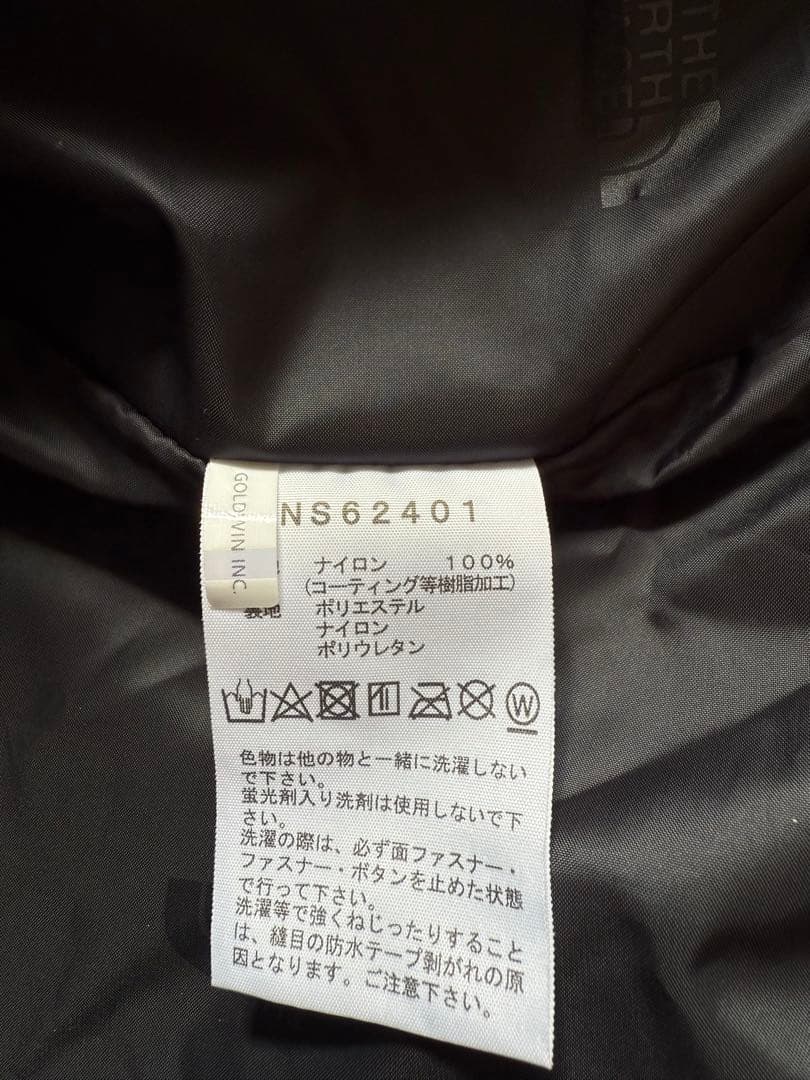 THE
NORTH
FACE
GOLDWIN INC.
NS62401
ナイロン 100%
(コーティング等樹脂加工)
裏地 ポリエステル
ナイロン
ポリウレタン
W
色物は他の物と一緒に洗濯しない
で下さい。
蛍光剤入り洗剤は使用しないで下
さい。
洗濯の際は、必ず面ファスナー・
ファスナー・ボタンを止めた状態
で行って下さい。
洗濯等で強くねじったりすること
は、縫目の防水テープ剥がれの原
因となります。ご注意下さい。